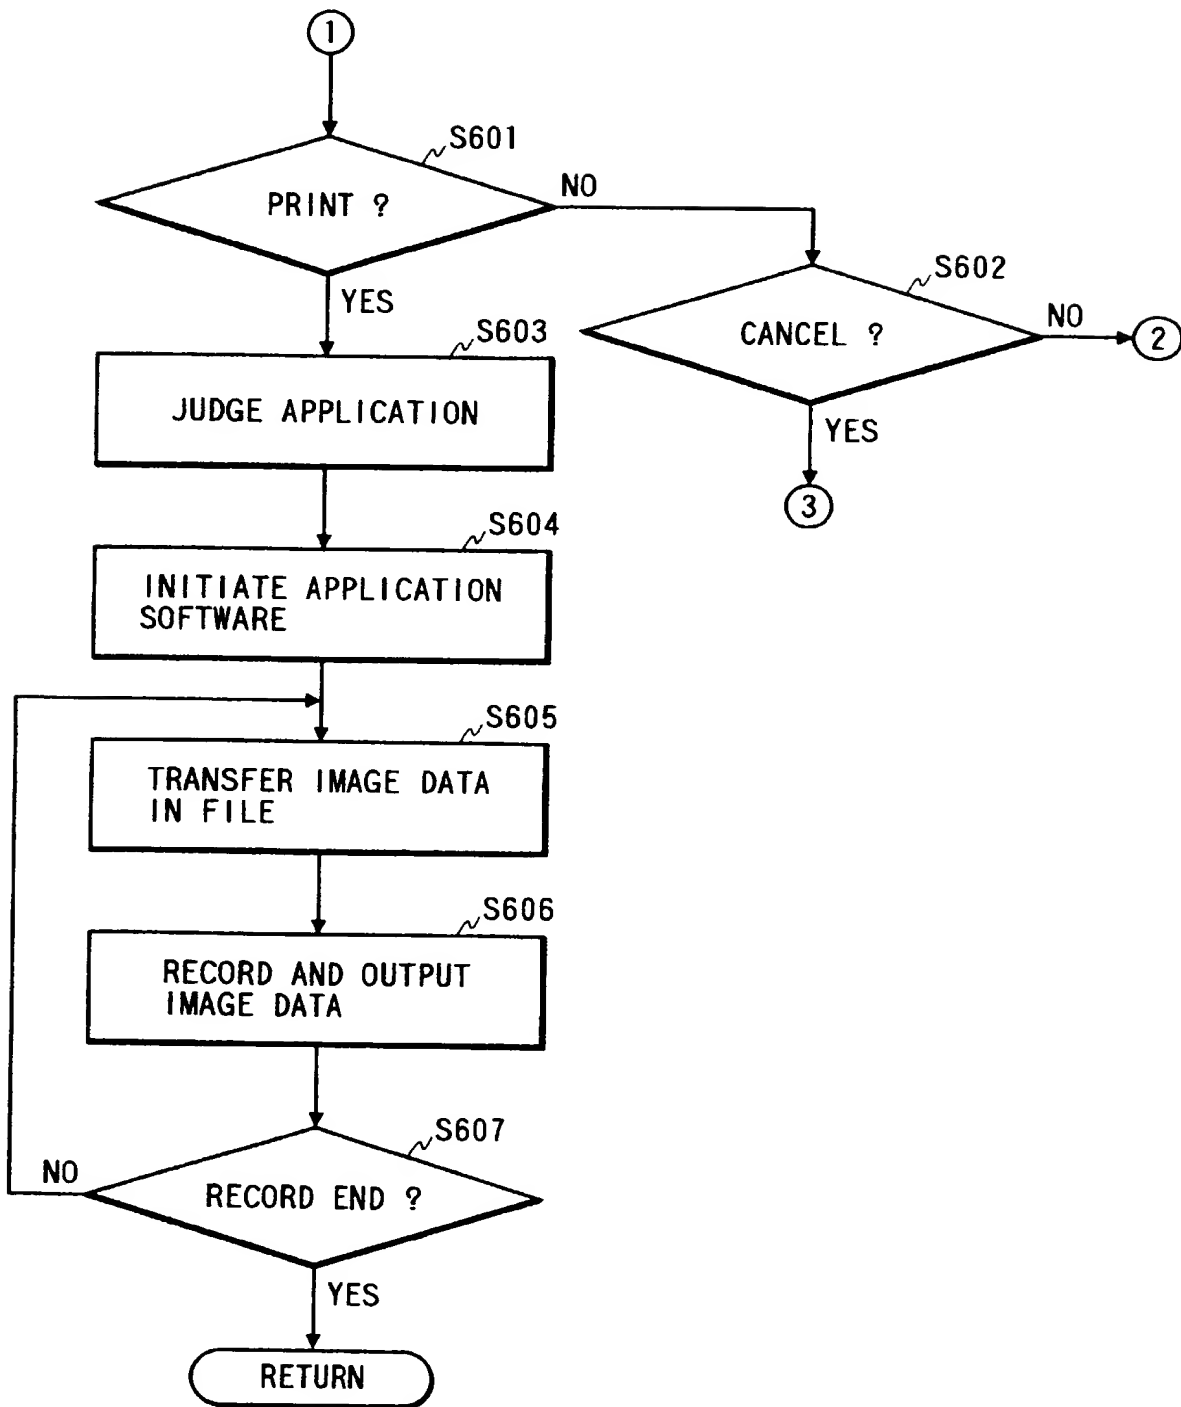 1
S601
PRINT ?
NO
YES
S602
CANCEL ?
NO
2
YES
3
S603
JUDGE APPLICATION
S604
INITIATE APPLICATION
SOFTWARE
S605
TRANSFER IMAGE DATA
IN FILE
S606
RECORD AND OUTPUT
IMAGE DATA
S607
RECORD END ?
NO
YES
RETURN